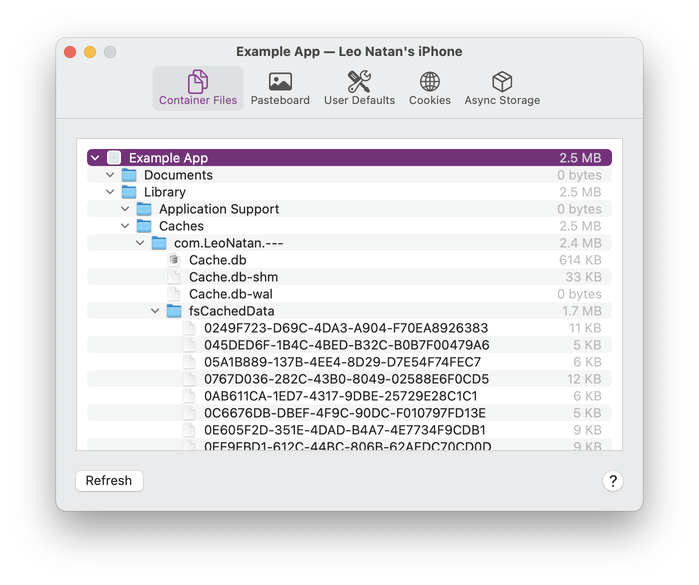 Example App — Leo Natan's iPhone
Container Files Pasteboard User Defaults Cookies Async Storage
Example App 2.5 MB
Documents 0 bytes
Library 2.5 MB
Application Support 0 bytes
Caches 2.5 MB
com.LeoNatan.--- 2.4 MB
Cache.db 614 KB
Cache.db-shm 33 KB
Cache.db-wal 0 bytes
fsCachedData 1.7 MB
0249F723-D69C-4DA3-A904-F70EA8926383 11 KB
045DED6F-1B4C-4BED-B32C-B0B7F00479A6 5 KB
05A1B889-137B-4EE4-8D29-D7E54F74FEC7 6 KB
0767D036-282C-43B0-8049-02588E6F0CD5 12 KB
0AB611CA-1ED7-4317-9DBE-25729E28C1C1 6 KB
0C6676DB-DBEF-4F9C-90DC-F010797FD13E 5 KB
0E605F2D-351E-4DAD-B4A7-4E7734F9CDB1 9 KB
9 KB
Refresh ?